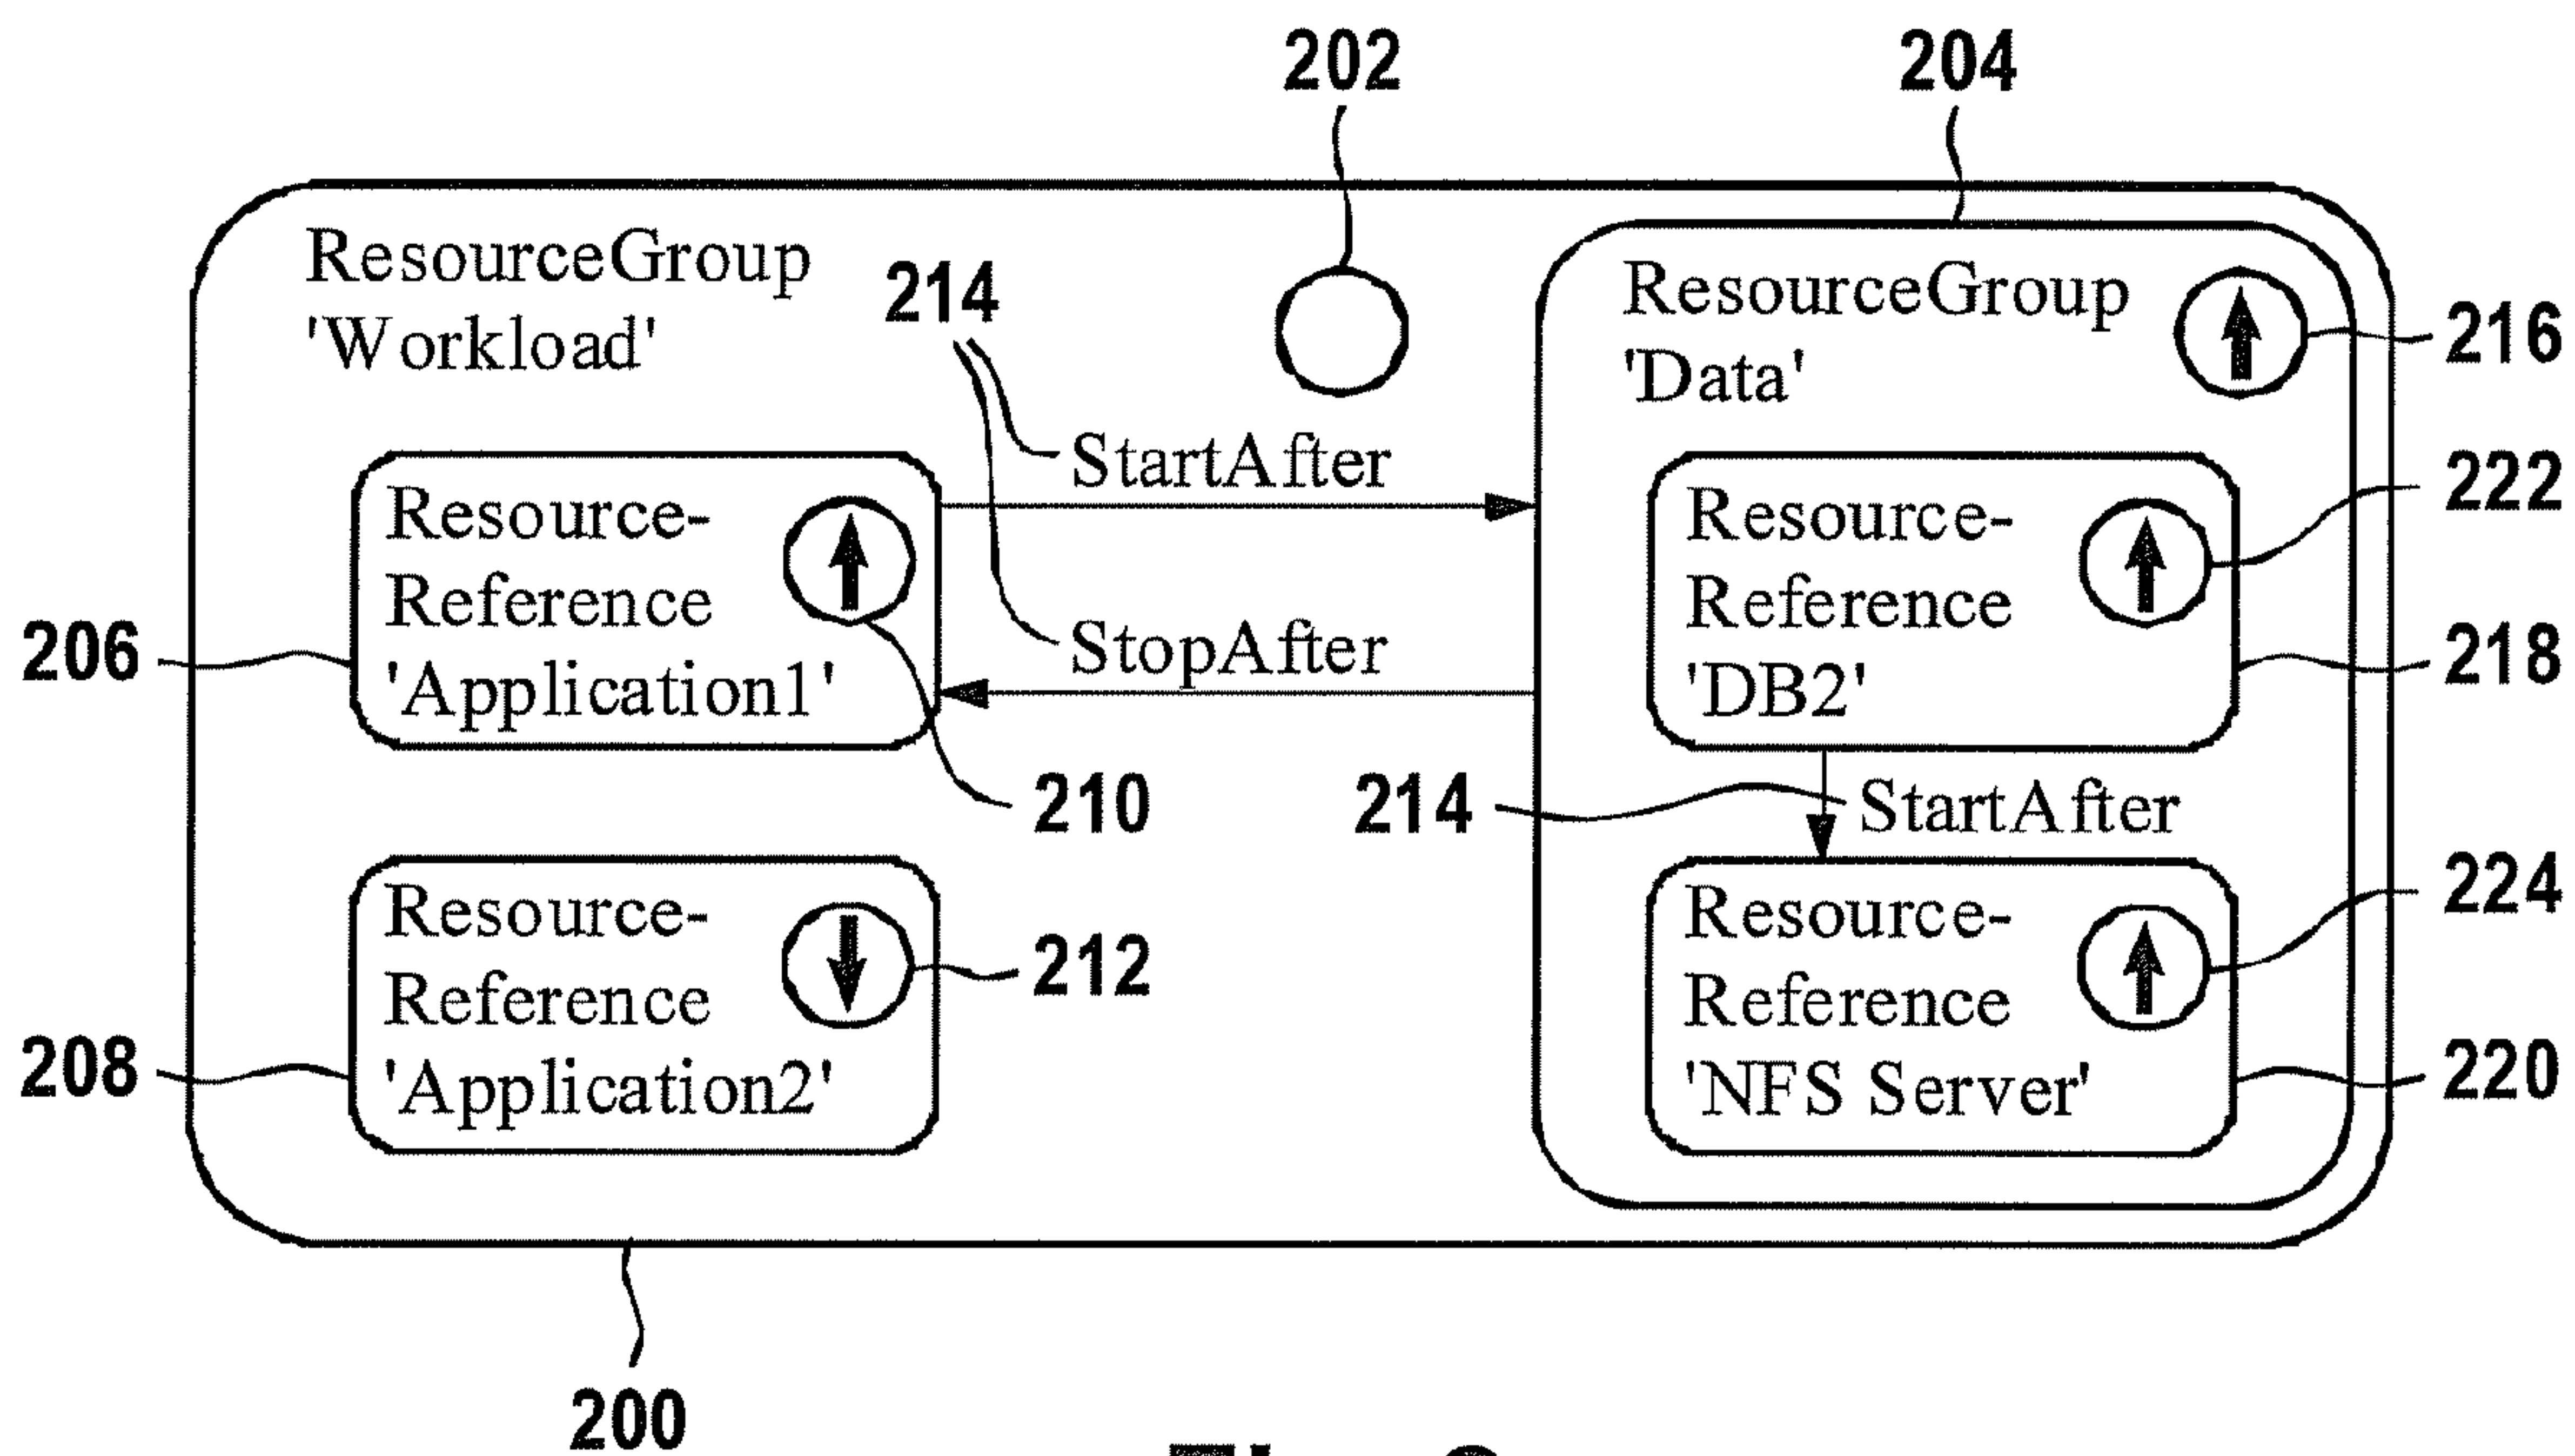 202
204
ResourceGroup
'Workload'
214
ResourceGroup
'Data'
216
StartAfter
222
Resource-
Reference
'Application1'
Resource-
Reference
'DB2'
206
StopAfter
218
210
214
StartAfter
Resource-
Reference
'Application2'
212
Resource-
Reference
'NFS Server'
224
208
220
200